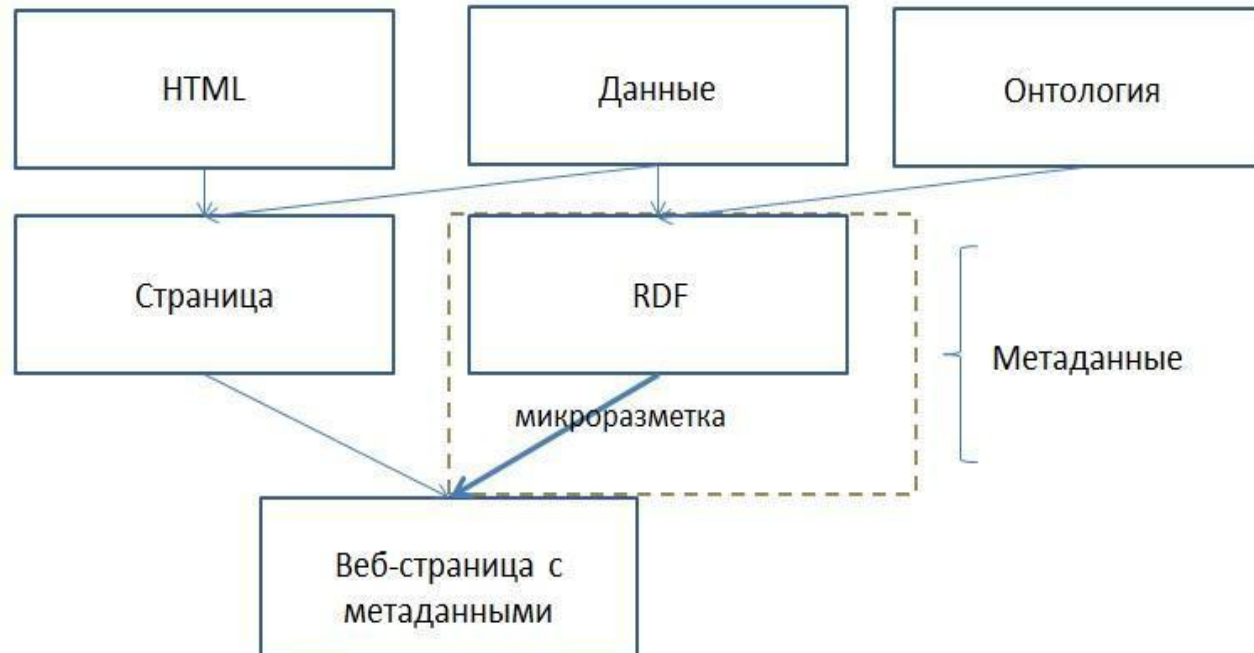 HTML
Данные
Онтология
Страница
RDF
Метаданные
микроразметка
Веб-страница с
метаданными